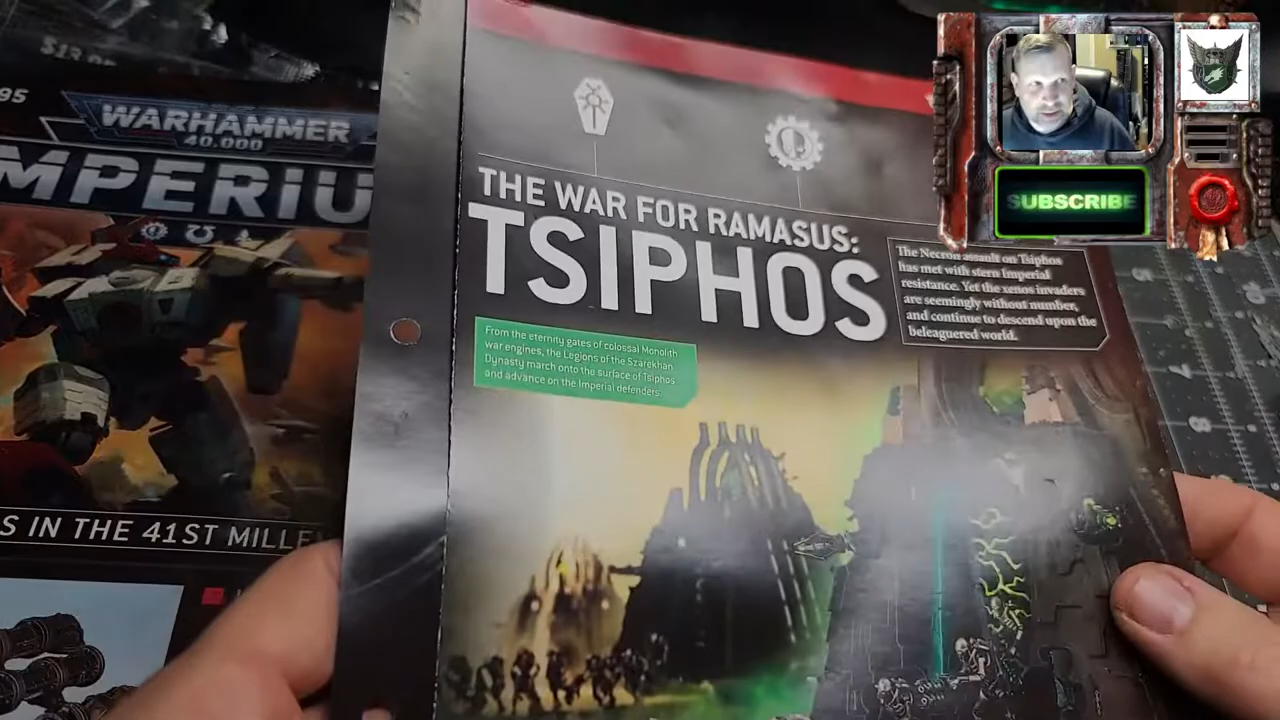 $13.95
95
WARHAMMER
40,000
MPERIU
S IN THE 41ST MILLE
THE WAR FOR RAMASUS:
TSIPHOS
The Necron assault on Tsiphos
has met with stern Imperial
resistance. Yet the xenos invaders
are seemingly without number,
and continue to descend upon the
beleaguered world.
From the eternity gates of colossal Monolith
war engines, the Legions of the Szarekhan
Dynasty march onto the surface of Tsiphos
and advance on the Imperial defenders.
SUBSCRIBE